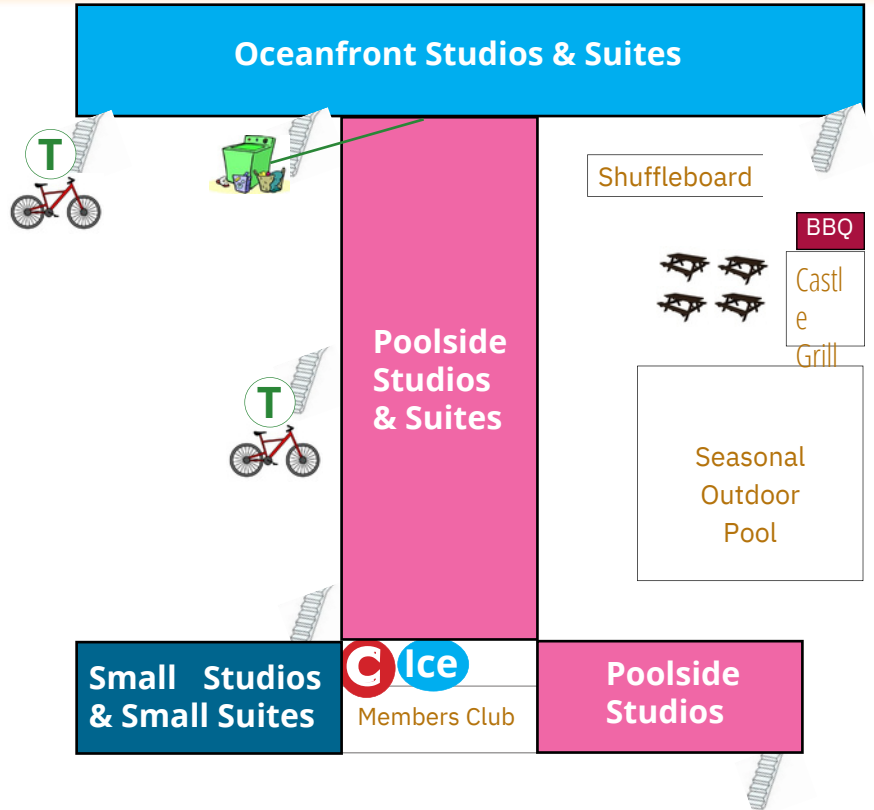 Oceanfront Studios & Suites
T
Shuffleboard
BBQ
Castl
e
Grill
Poolside
Studios
& Suites
T
Seasonal
Outdoor
Pool
Small Studios
& Small Suites
C
Ice
Members Club
Poolside
Studios